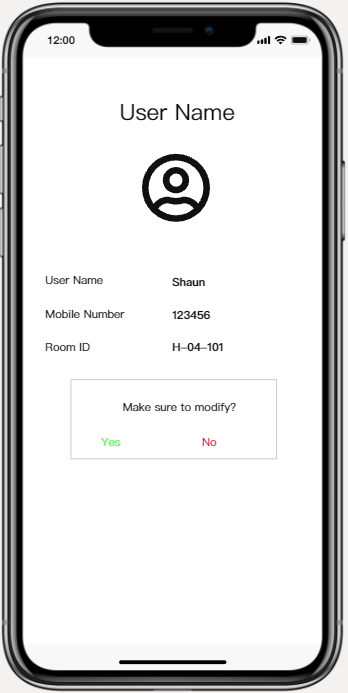 12:00
User Name
User Name Shaun
Mobile Number 123456
Room ID H-04-101
Make sure to modify?
Yes No